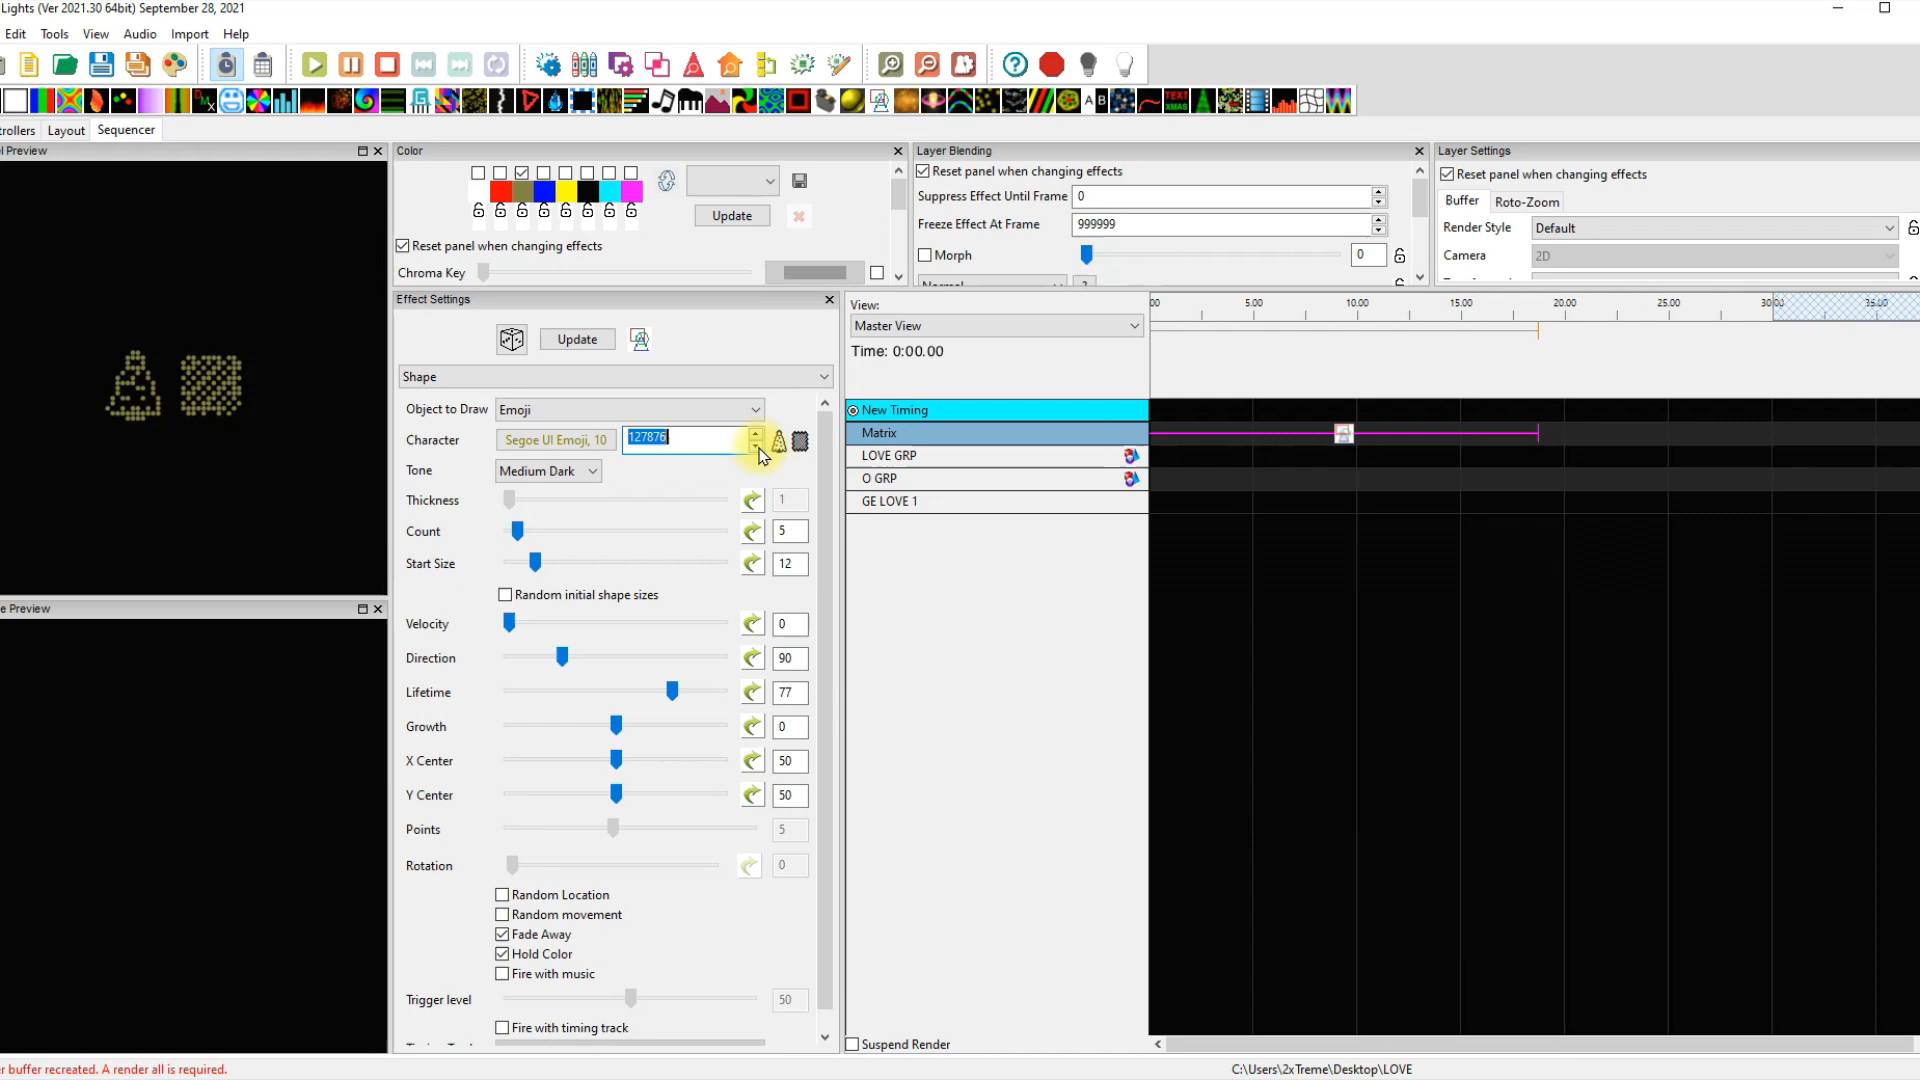 Lights (Ver 2021.30 64bit) September 28, 2021
Edit Tools View Audio Import Help
TEXT XMAS
A B
trollers Layout Sequencer
l Preview
Color
Update
Reset panel when changing effects
Chroma Key
Layer Blending
Reset panel when changing effects
Suppress Effect Until Frame 0
Freeze Effect At Frame 999999
Morph 0
Layer Settings
Reset panel when changing effects
Buffer Roto-Zoom
Render Style Default
Camera 2D
Effect Settings
Update
Shape
Object to Draw Emoji
Character Segoe UI Emoji, 10 127876
Tone Medium Dark
Thickness 1
Count 5
Start Size 12
Random initial shape sizes
Velocity 0
Direction 90
Lifetime 77
Growth 0
X Center 50
Y Center 50
Points 5
Rotation 0
Random Location
Random movement
Fade Away
Hold Color
Fire with music
Trigger level 50
Fire with timing track
e Preview
View:
Master View
Time: 0:00.00
00 5.00 10.00 15.00 20.00 25.00 30.00 35.00
New Timing
Matrix
LOVE GRP
O GRP
GE LOVE 1
Suspend Render
r buffer recreated. A render all is required.
C:\Users\2xTreme\Desktop\LOVE